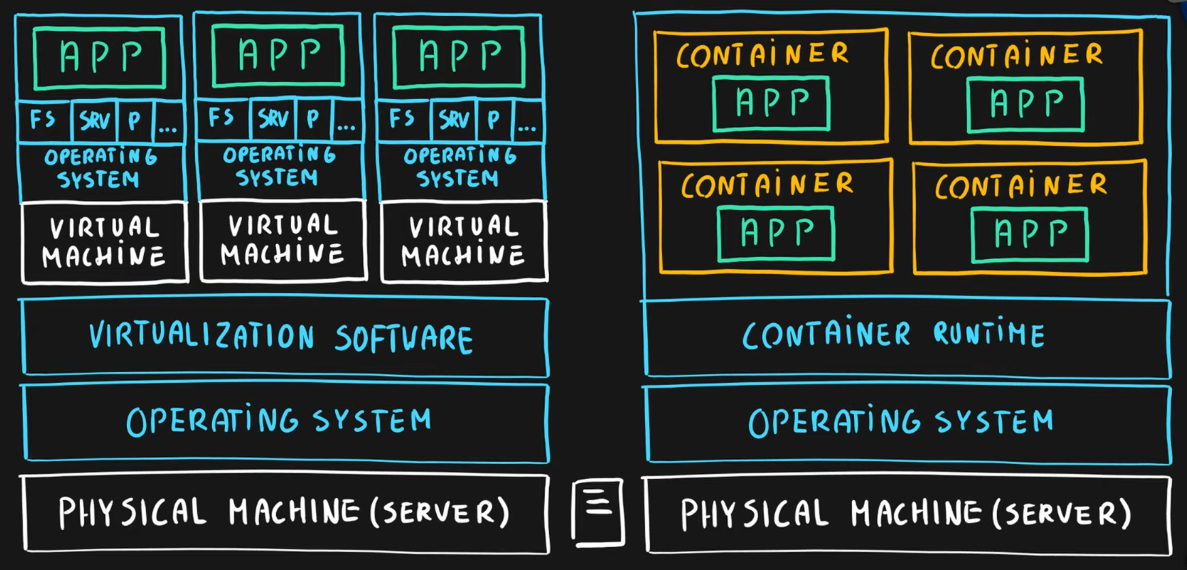 APP
FS SRV P ...
OPERATING
SYSTEM
VIRTUAL
MACHINE
APP
FS SRV P ...
OPERATING
SYSTEM
VIRTUAL
MACHINE
APP
FS SRV P ...
OPERATING
SYSTEM
VIRTUAL
MACHINE
VIRTUALIZATION SOFTWARE
OPERATING SYSTEM
PHYSICAL MACHINE (SERVER)
CONTAINER
APP
CONTAINER
APP
CONTAINER
APP
CONTAINER
APP
CONTAINER RUNTIME
OPERATING SYSTEM
PHYSICAL MACHINE (SERVER)